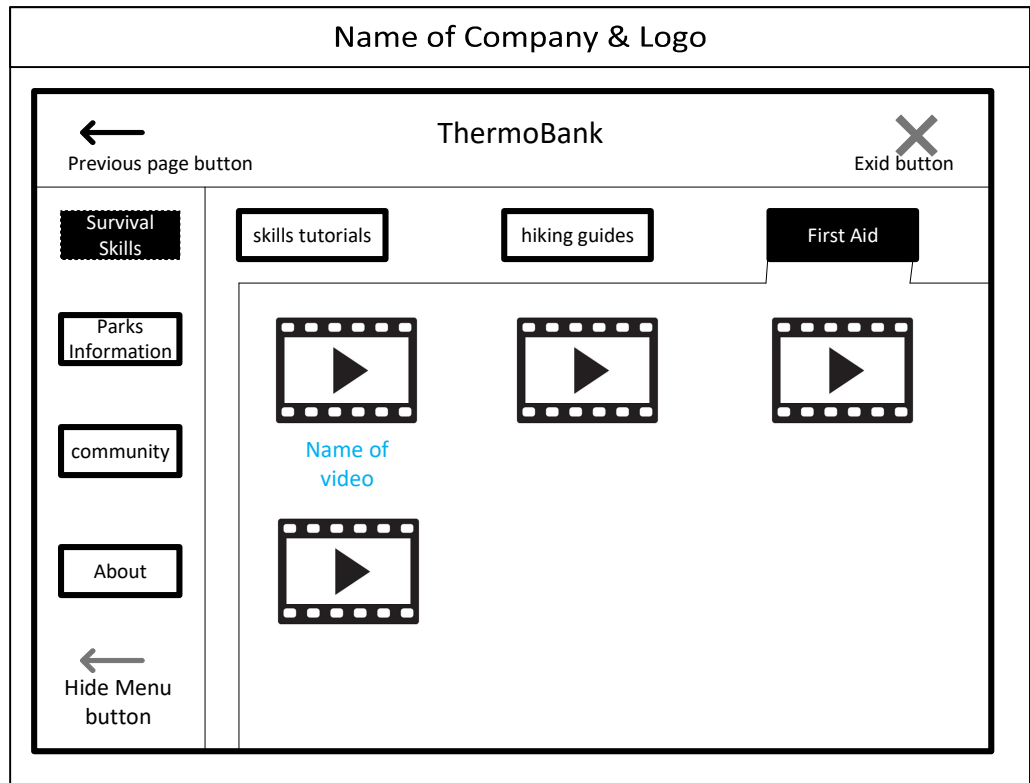 Name of Company & Logo
ThermoBank
Previous page button
Exid button
Survival
Skills
skills tutorials
hiking guides
First Aid
Parks
Information
community
Name of
video
About
Hide Menu
button